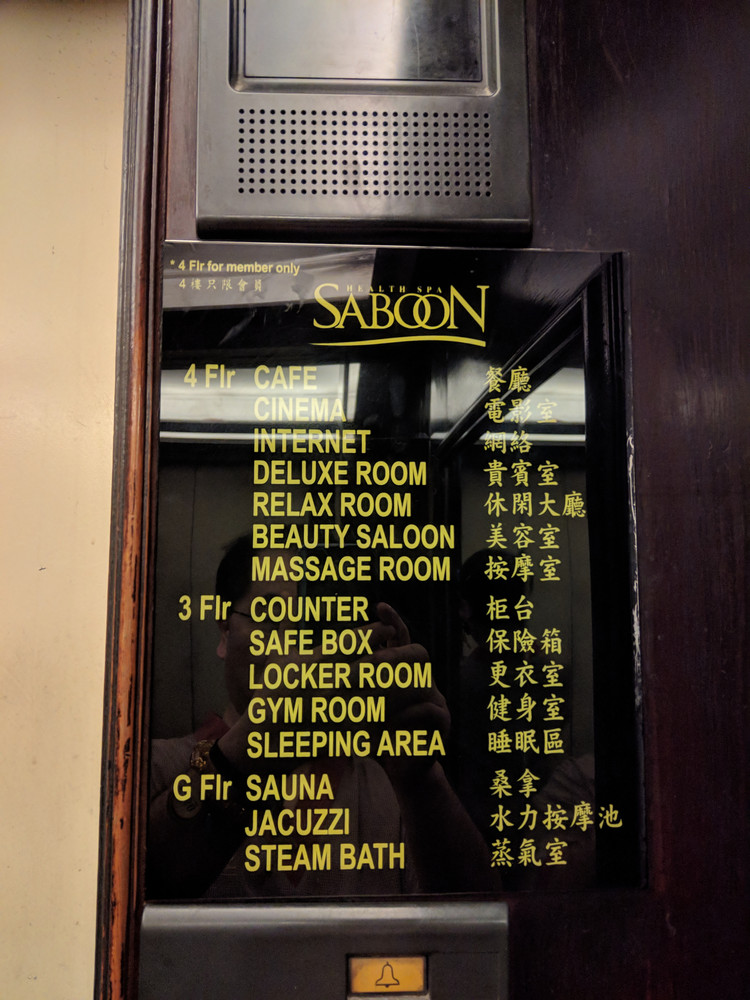 * 4 Flr for member only
4 樓只限會員
HEALTH SPA
SABOON
4 Flr CAFE 餐廳
CINEMA 電影室
INTERNET 網絡
DELUXE ROOM 貴賓室
RELAX ROOM 休閑大廳
BEAUTY SALOON 美容室
MASSAGE ROOM 按摩室
3 Flr COUNTER 柜台
SAFE BOX 保險箱
LOCKER ROOM 更衣室
GYM ROOM 健身室
SLEEPING AREA 睡眠區
G Flr SAUNA 桑拿
JACUZZI 水力按摩池
STEAM BATH 蒸氣室